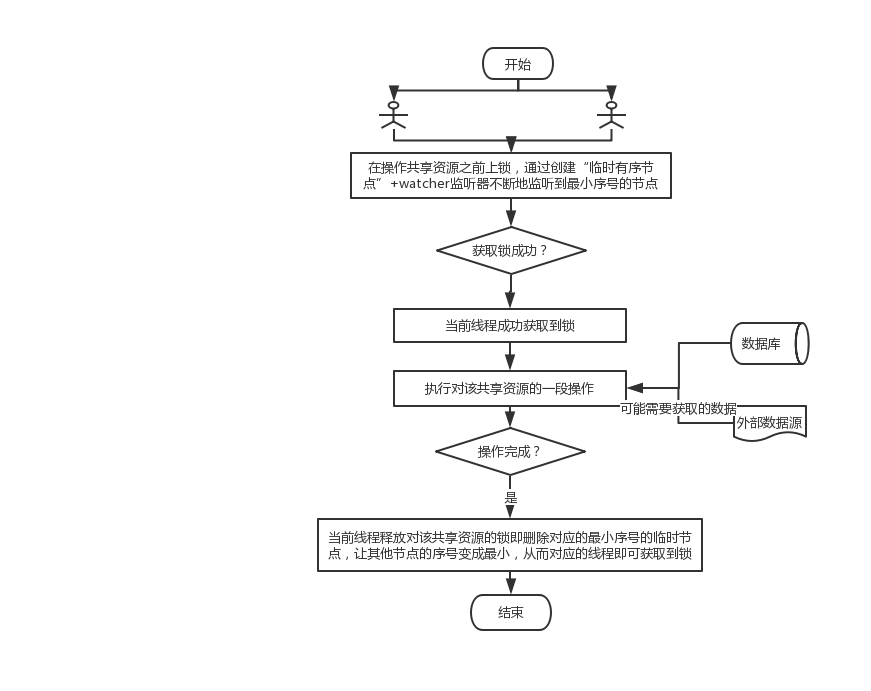 开始
在操作共享资源之前上锁，通过创建“临时有序节
点”+watcher监听器不断地监听到最小序号的节点
获取锁成功？
当前线程成功获取到锁
数据库
执行对该共享资源的一段操作
可能需要获取的数据
外部数据源
操作完成？
是
当前线程释放对该共享资源的锁即删除对应的最小序号的临时节
点，让其他节点的序号变成最小，从而对应的线程即可获取到锁
结束